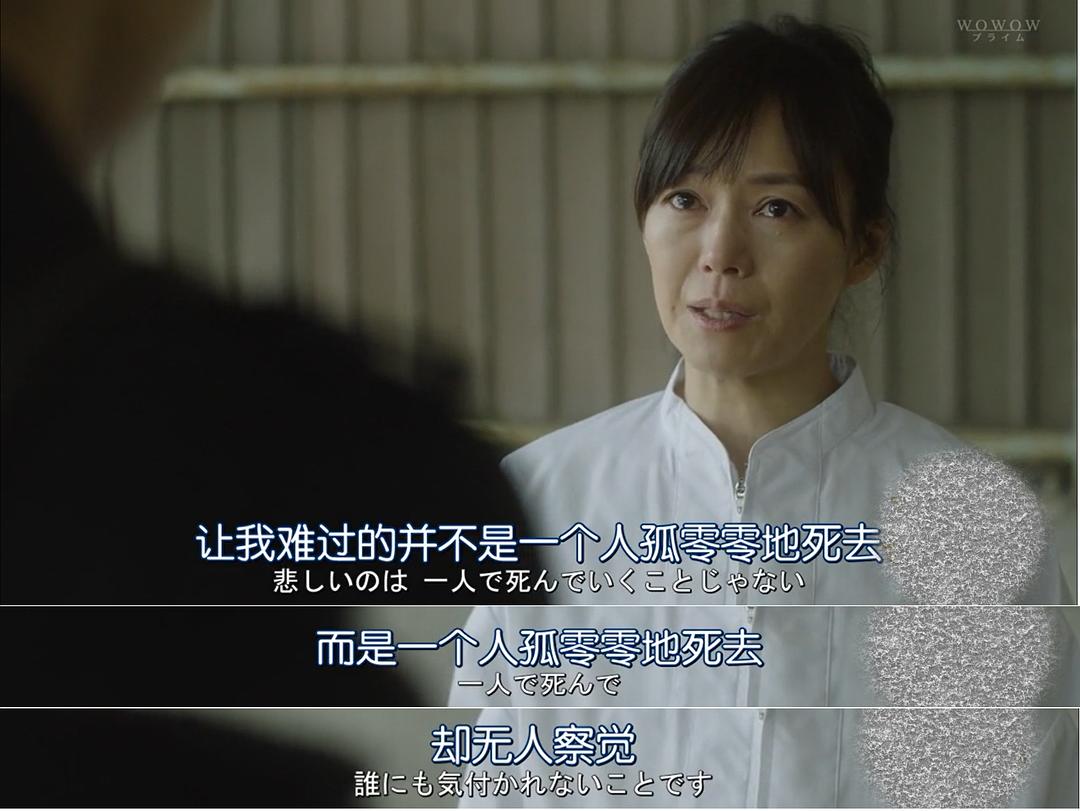 WOWOW
プライム
让我难过的并不是一个人孤零零地死去
悲しいのは 一人で死んでいくことじゃない
而是一个人孤零零地死去
一人で死んで
却无人察觉
誰にも気付かれないことです